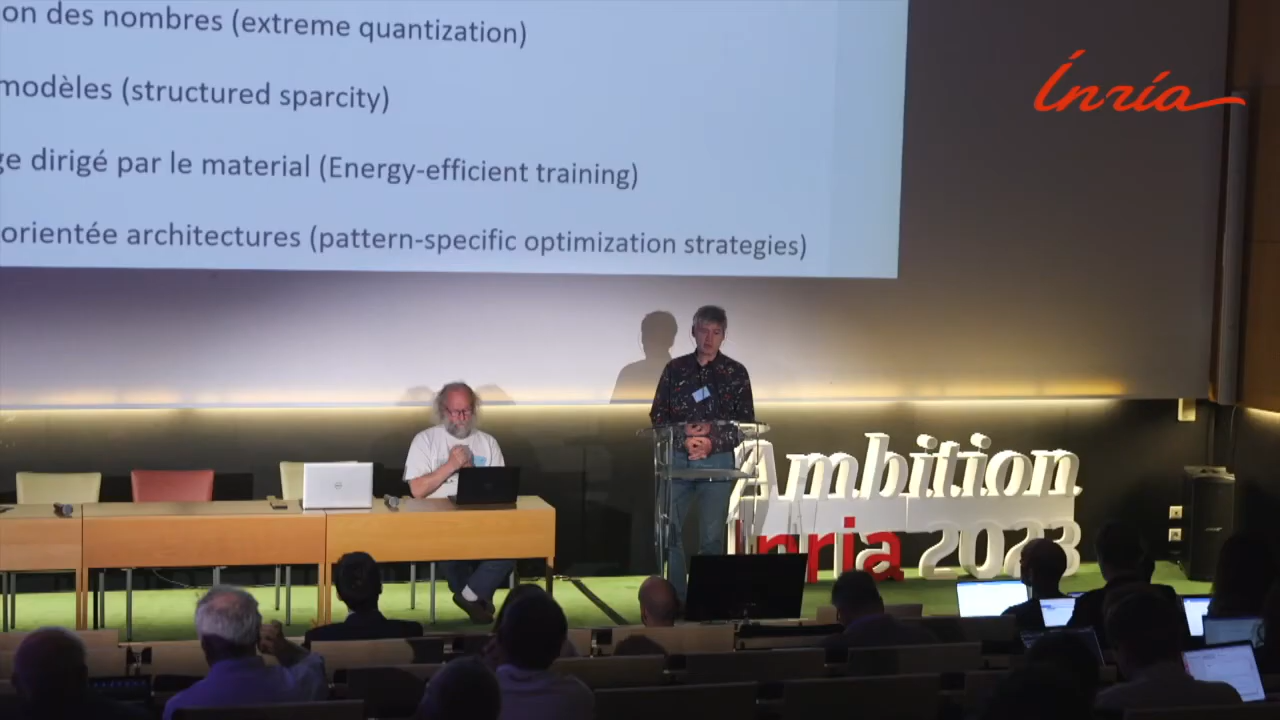 on des nombres (extreme quantization)
modèles (structured sparcity)
ge dirigé par le material (Energy-efficient training)
orientée architectures (pattern-specific optimization strategies)
Inría
Ambition
Inria 2023